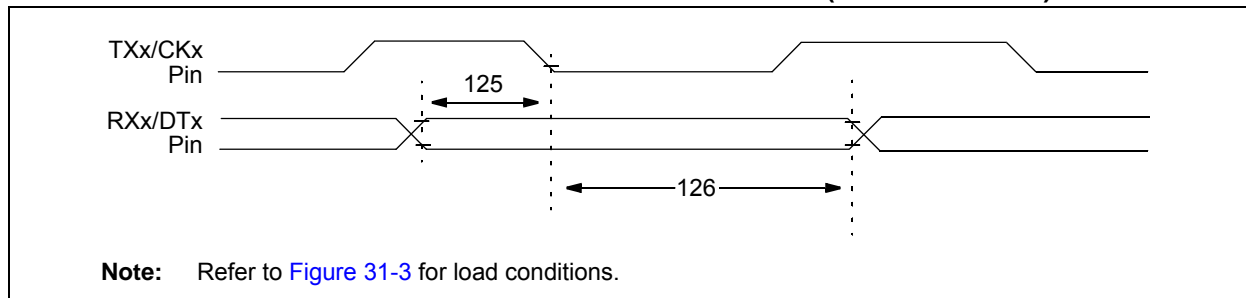 TXx/CKx
Pin
125
RXx/DTx
Pin
126
Note: Refer to Figure 31-3 for load conditions.